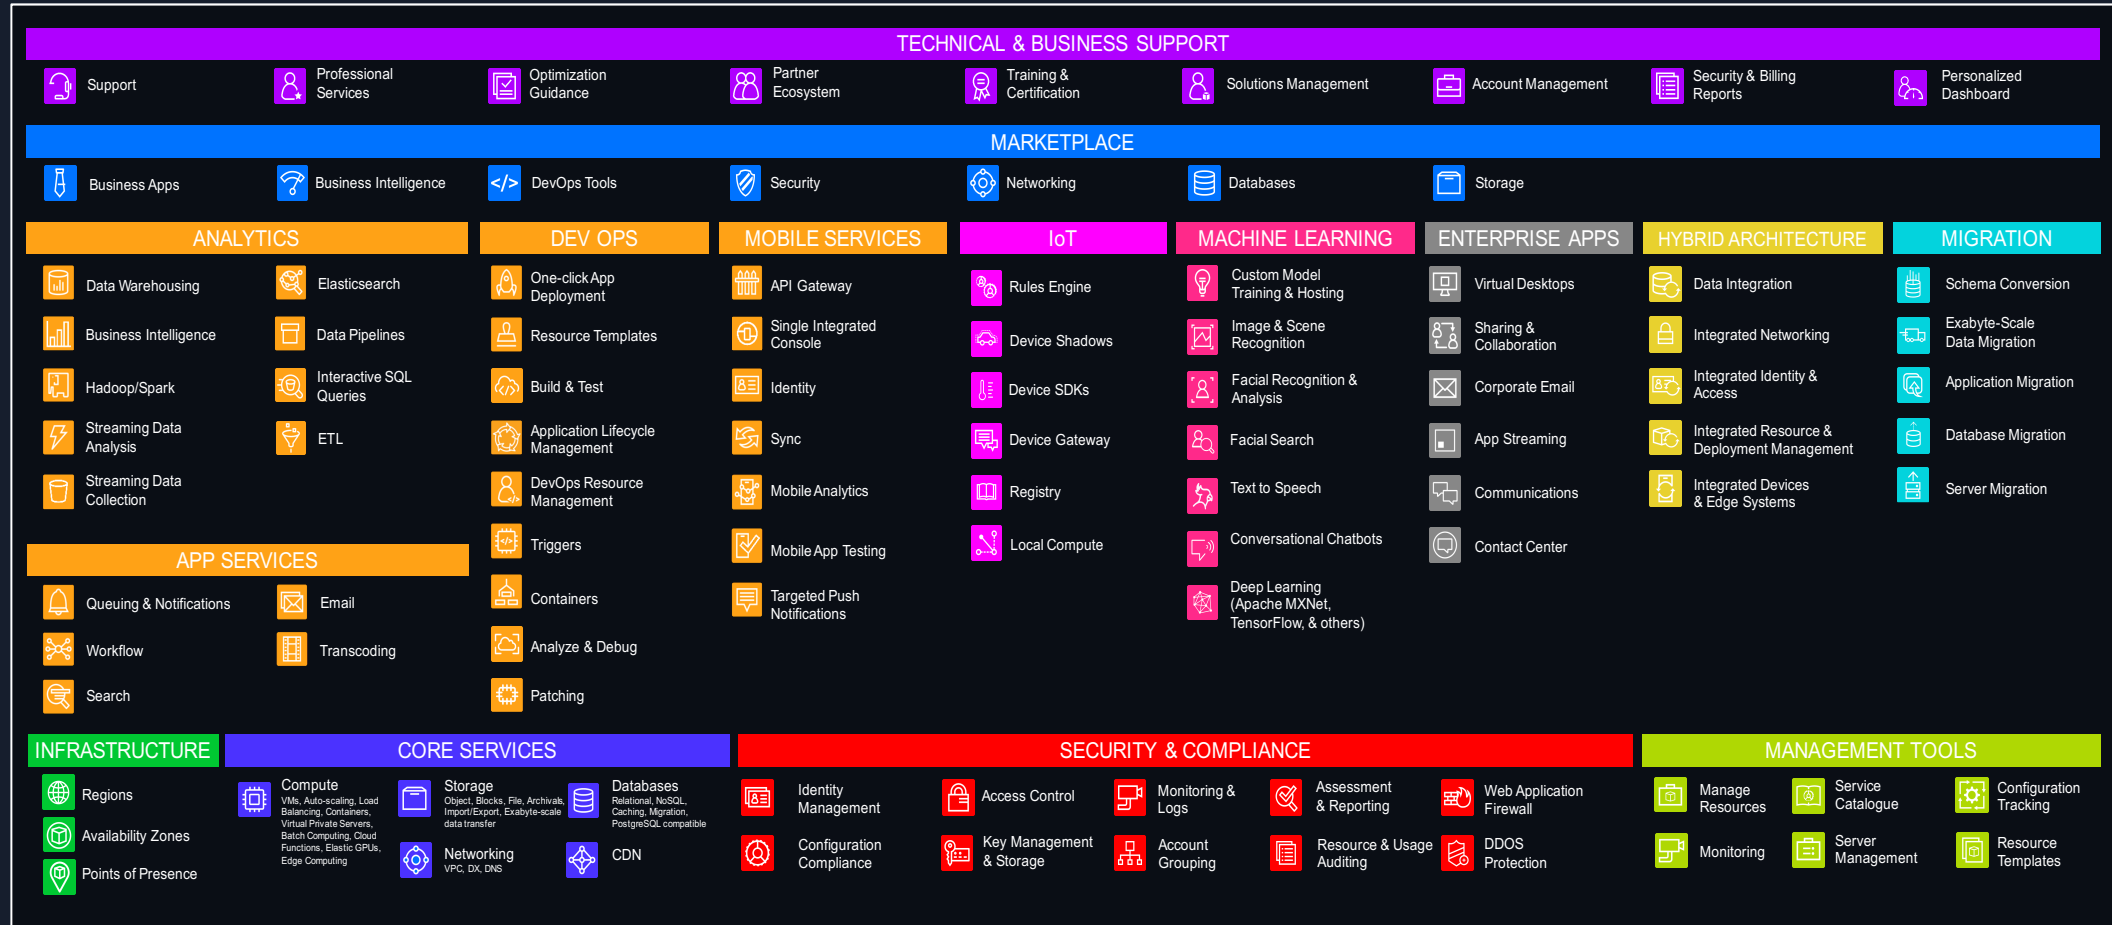 TECHNICAL & BUSINESS SUPPORT
Support
Professional
Services
Optimization
Guidance
Partner
Ecosystem
Training &
Certification
Solutions Management
Account Management
Security & Billing
Reports
Personalized
Dashboard
MARKETPLACE
Business Apps
Business Intelligence
DevOps Tools
Security
Networking
Databases
Storage
ANALYTICS
Data Warehousing
Business Intelligence
Hadoop/Spark
Streaming Data
Analysis
Streaming Data
Collection
Elasticsearch
Data Pipelines
Interactive SQL
Queries
ETL
APP SERVICES
Queuing & Notifications
Workflow
Search
Email
Transcoding
DEV OPS
One-click App
Deployment
Resource Templates
Build & Test
Application Lifecycle
Management
DevOps Resource
Management
Triggers
Containers
Analyze & Debug
Patching
MOBILE SERVICES
API Gateway
Single Integrated
Console
Identity
Sync
Mobile Analytics
Mobile App Testing
Targeted Push
Notifications
IoT
Rules Engine
Device Shadows
Device SDKs
Device Gateway
Registry
Local Compute
MACHINE LEARNING
Custom Model
Training & Hosting
Image & Scene
Recognition
Facial Recognition &
Analysis
Facial Search
Text to Speech
Conversational Chatbots
Deep Learning
(Apache MXNet,
TensorFlow, & others)
ENTERPRISE APPS
Virtual Desktops
Sharing &
Collaboration
Corporate Email
App Streaming
Communications
Contact Center
HYBRID ARCHITECTURE
Data Integration
Integrated Networking
Integrated Identity &
Access
Integrated Resource &
Deployment Management
Integrated Devices
& Edge Systems
MIGRATION
Schema Conversion
Exabyte-Scale
Data Migration
Application Migration
Database Migration
Server Migration
INFRASTRUCTURE
Regions
Availability Zones
Points of Presence
CORE SERVICES
Compute
VMs, Auto-scaling, Load
Balancing, Containers,
Virtual Private Servers,
Batch Computing, Cloud
Functions, Elastic GPUs,
Edge Computing
Storage
Object, Blocks, File, Archivals,
Import/Export, Exabyte-scale
data transfer
Databases
Relational, NoSQL,
Caching, Migration,
PostgreSQL compatible
Networking
VPC, DX, DNS
CDN
SECURITY & COMPLIANCE
Identity
Management
Access Control
Monitoring &
Logs
Assessment
& Reporting
Web Application
Firewall
Configuration
Compliance
Key Management
& Storage
Account
Grouping
Resource & Usage
Auditing
DDOS
Protection
MANAGEMENT TOOLS
Manage
Resources
Service
Catalogue
Configuration
Tracking
Monitoring
Server
Management
Resource
Templates